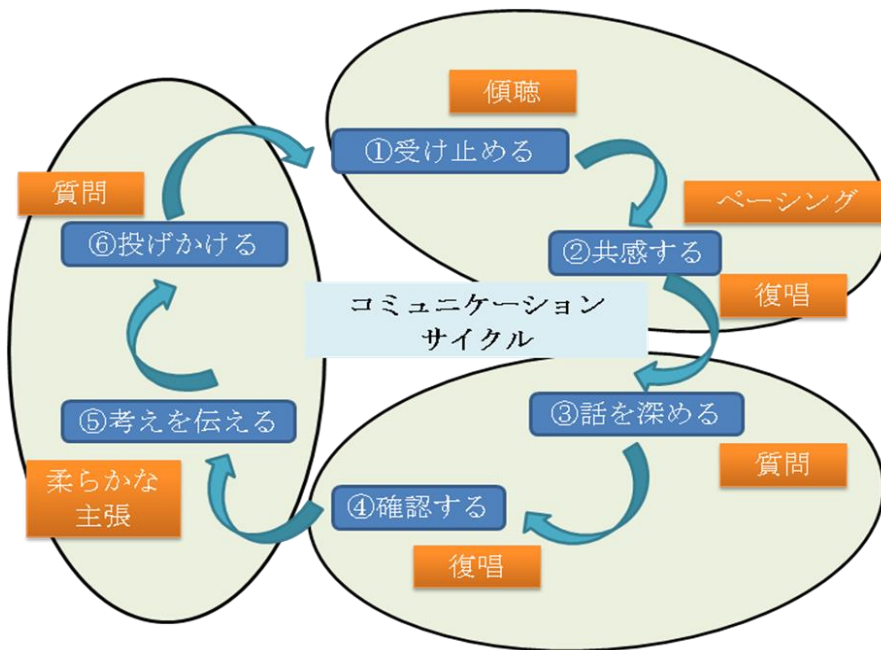 傾聴
①受け止める
ペーシング
②共感する
復唱
コミュニケーション
サイクル
③話を深める
質問
④確認する
復唱
⑤考えを伝える
柔らかな
主張
⑥投げかける
質問